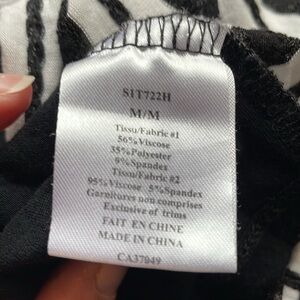 S1T722H
M/M
Tissu/Fabric #1
56% Viscose
35% Polyester
9% Spandex
Tissu/Fabric #2
95% Viscose 5% Spandex
Garnitures non comprises
Exclusive of trims
FAIT EN CHINE
MADE IN CHINA
CA37049